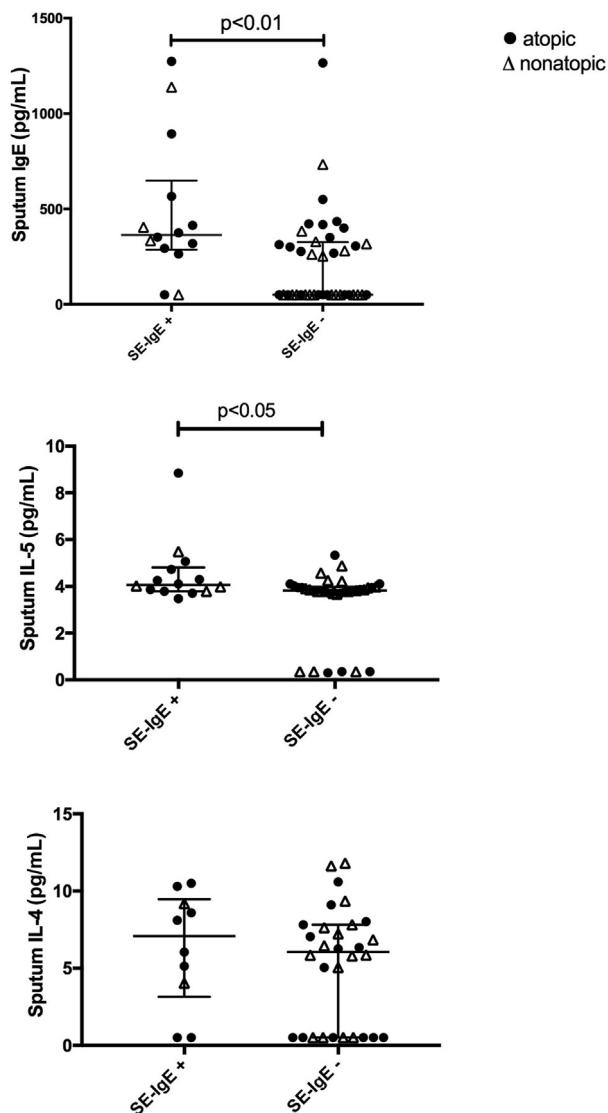 p<0.01
● atopic
Δ nonatopic
Sputum IgE (pg/mL)
1500
1000
500
0
SE-IgE +
SE-IgE -
p<0.05
Sputum IL-5 (pg/mL)
10
8
6
4
2
0
SE-IgE +
SE-IgE -
Sputum IL-4 (pg/mL)
15
10
5
0
SE-IgE +
SE-IgE -